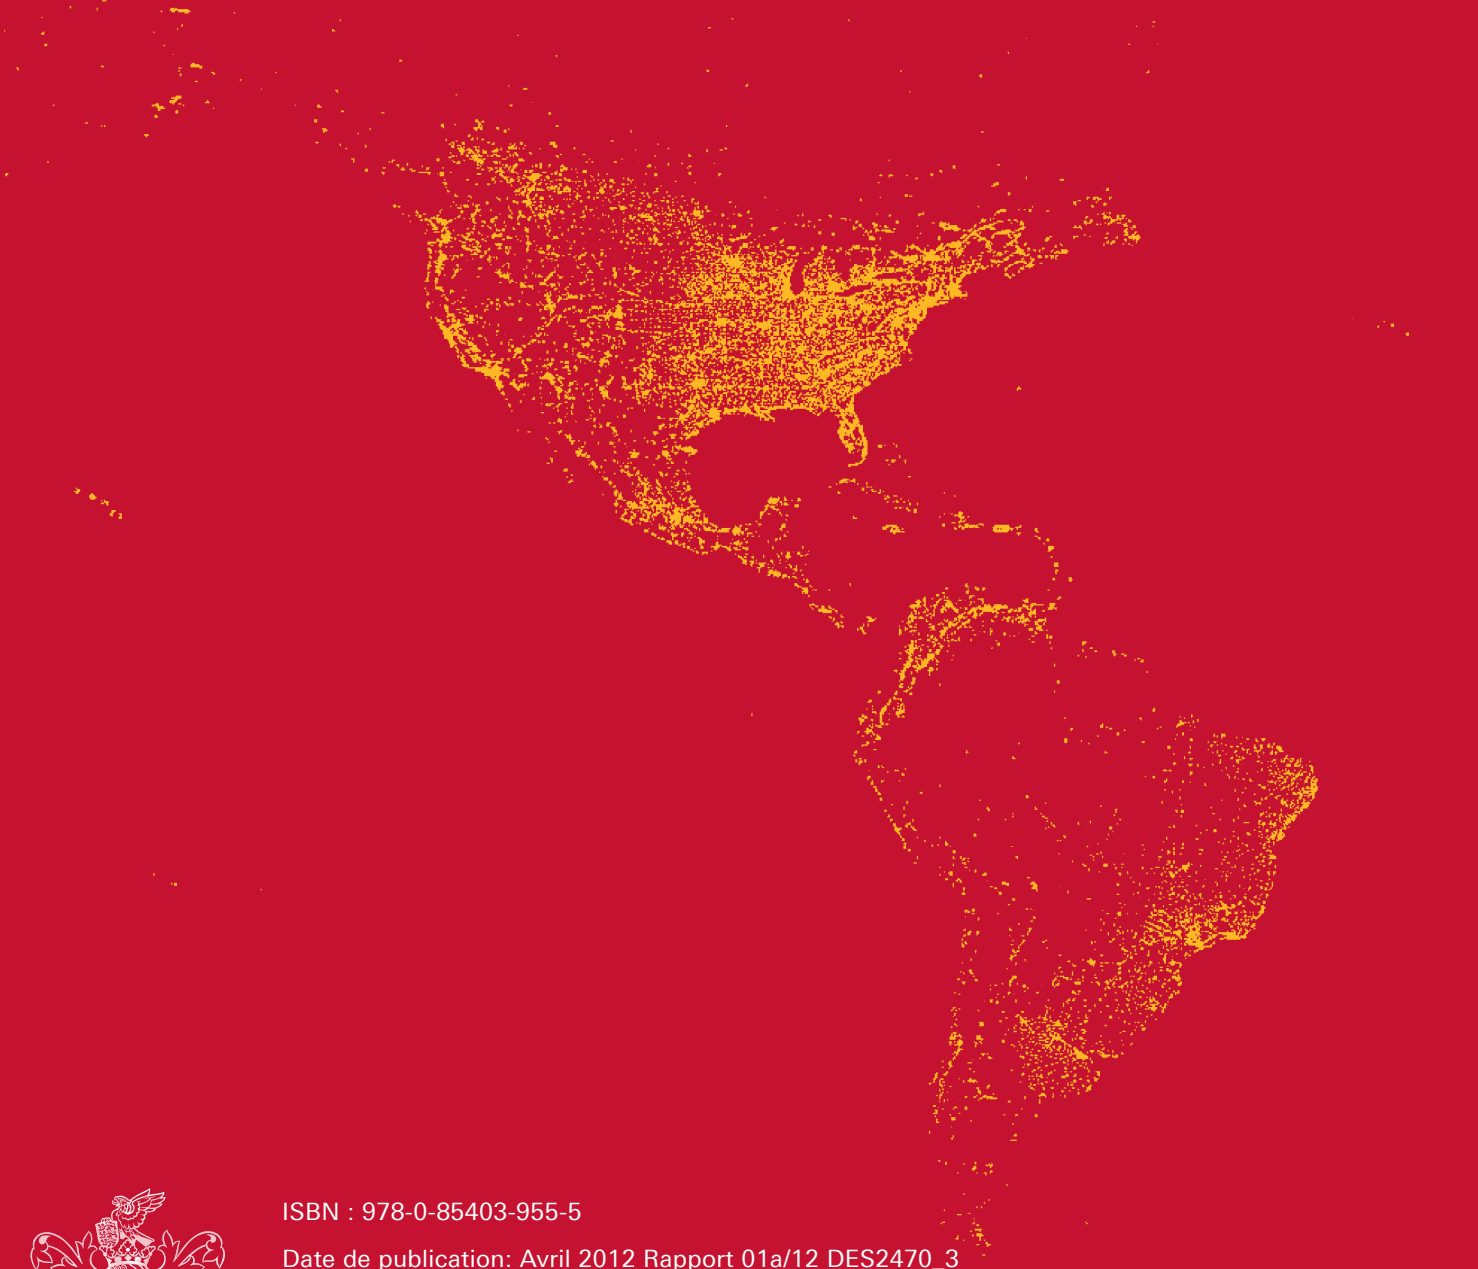 ISBN : 978-0-85403-955-5
Date de publication: Avril 2012 Rapport 01a/12 DES2470_3